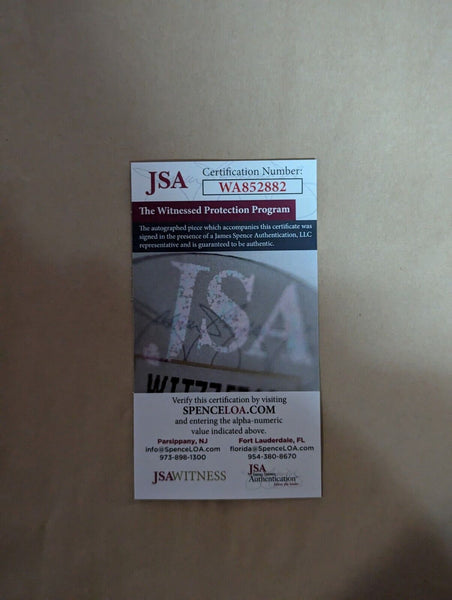 JSA
Certification Number:
WA852882
The Witnessed Protection Program
The autographed piece which accompanies this certificate was
signed in the presence of a James Spence Authentication, LLC
representative and is guaranteed to be authentic.
JSA
Verify this certification by visiting
SPENCELOA.COM
and entering the alpha-numeric
value indicated above.
Parsippany, NJ
info@SpenceLOA.com
973-898-1300
Fort Lauderdale, FL
florida@SpenceLOA.com
954-380-8670
JSAWITNESS
JSA
Authentication